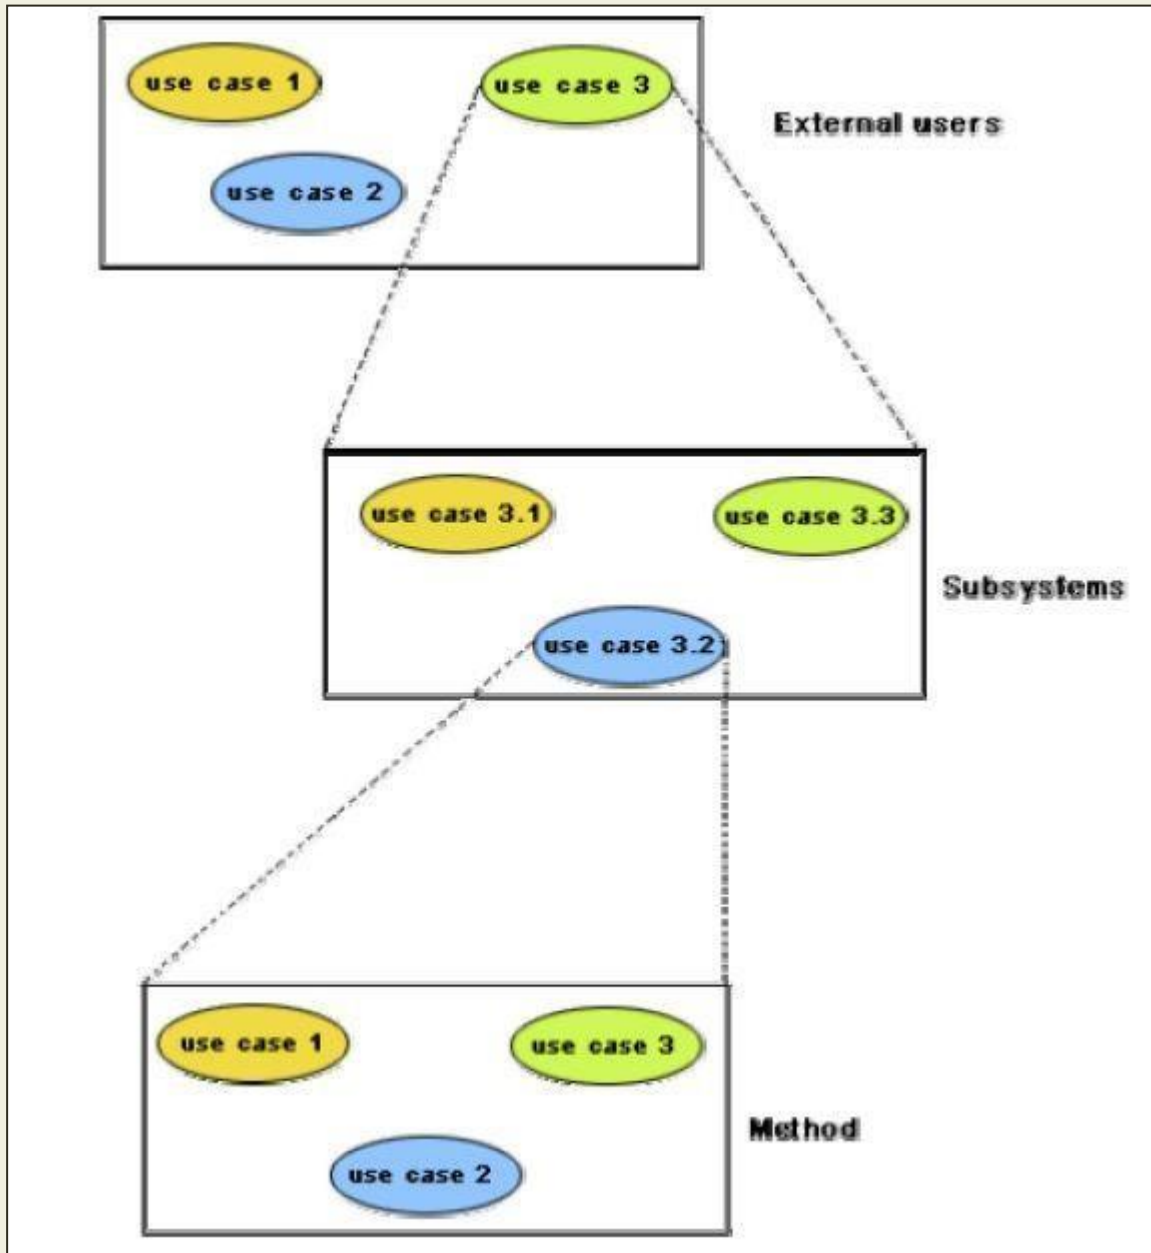 use case 1
use case 3
External users
use case 2
use case 3.1
use case 3.3
Subsystems
use case 3.2
use case 1
use case 3
Method
use case 2